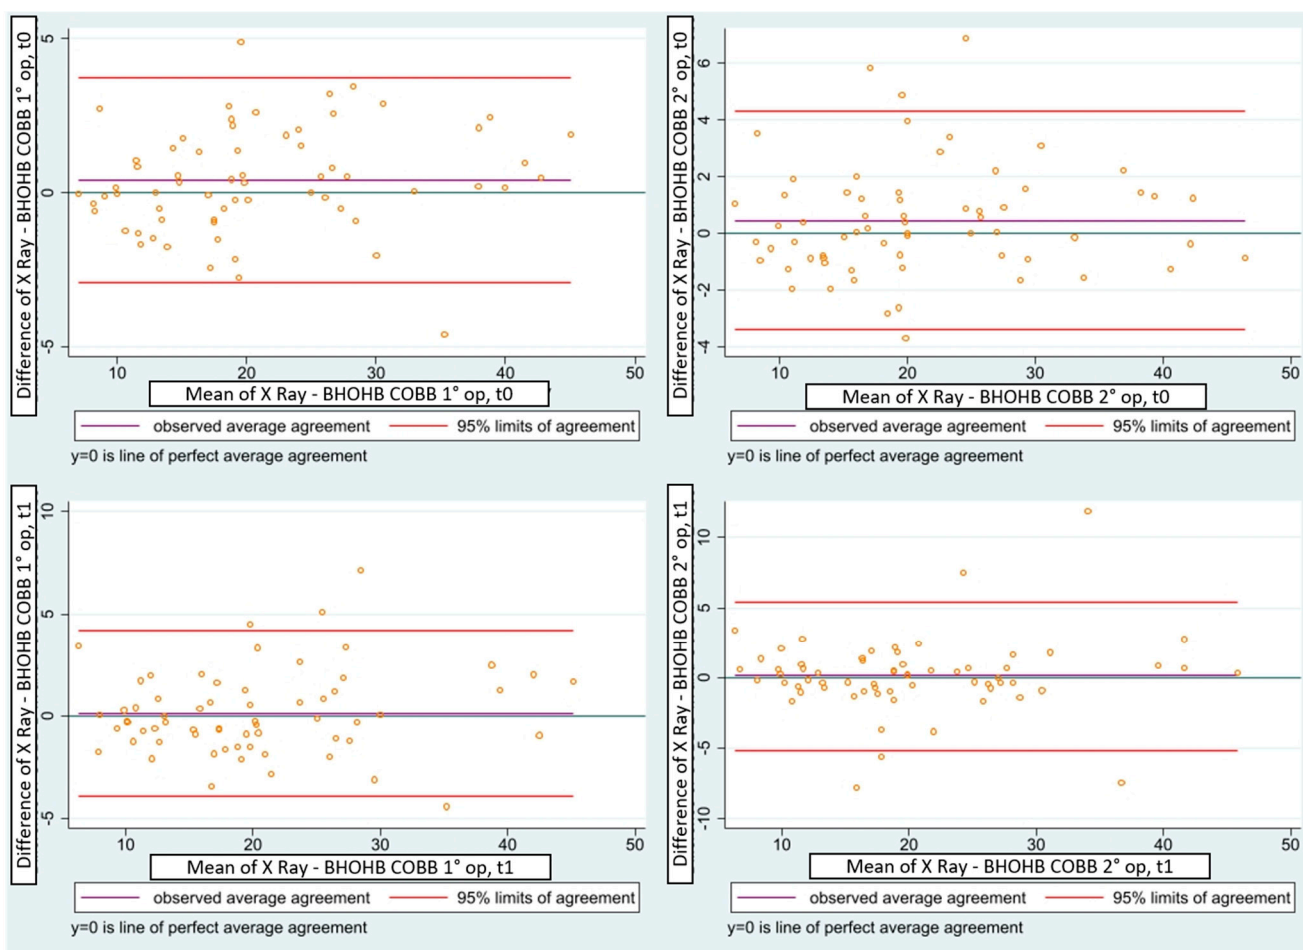 Difference of X Ray - BHOHB COBB 1° op, t0
5
0
-5
10
20
30
40
50
Mean of X Ray - BHOHB COBB 1° op, t0
observed average agreement
95% limits of agreement
y=0 is line of perfect average agreement
Difference of X Ray - BHOHB COBB 2° op, t0
6
4
2
0
-2
-4
10
20
30
40
50
Mean of X Ray - BHOHB COBB 2° op, t0
observed average agreement
95% limits of agreement
y=0 is line of perfect average agreement
Difference of X Ray - BHOHB COBB 1° op, t1
10
5
0
-5
10
20
30
40
50
Mean of X Ray - BHOHB COBB 1° op, t1
observed average agreement
95% limits of agreement
y=0 is line of perfect average agreement
Difference of X Ray - BHOHB COBB 2° op, t1
10
5
0
-5
-10
10
20
30
40
50
Mean of X Ray - BHOHB COBB 2° op, t1
observed average agreement
95% limits of agreement
y=0 is line of perfect average agreement